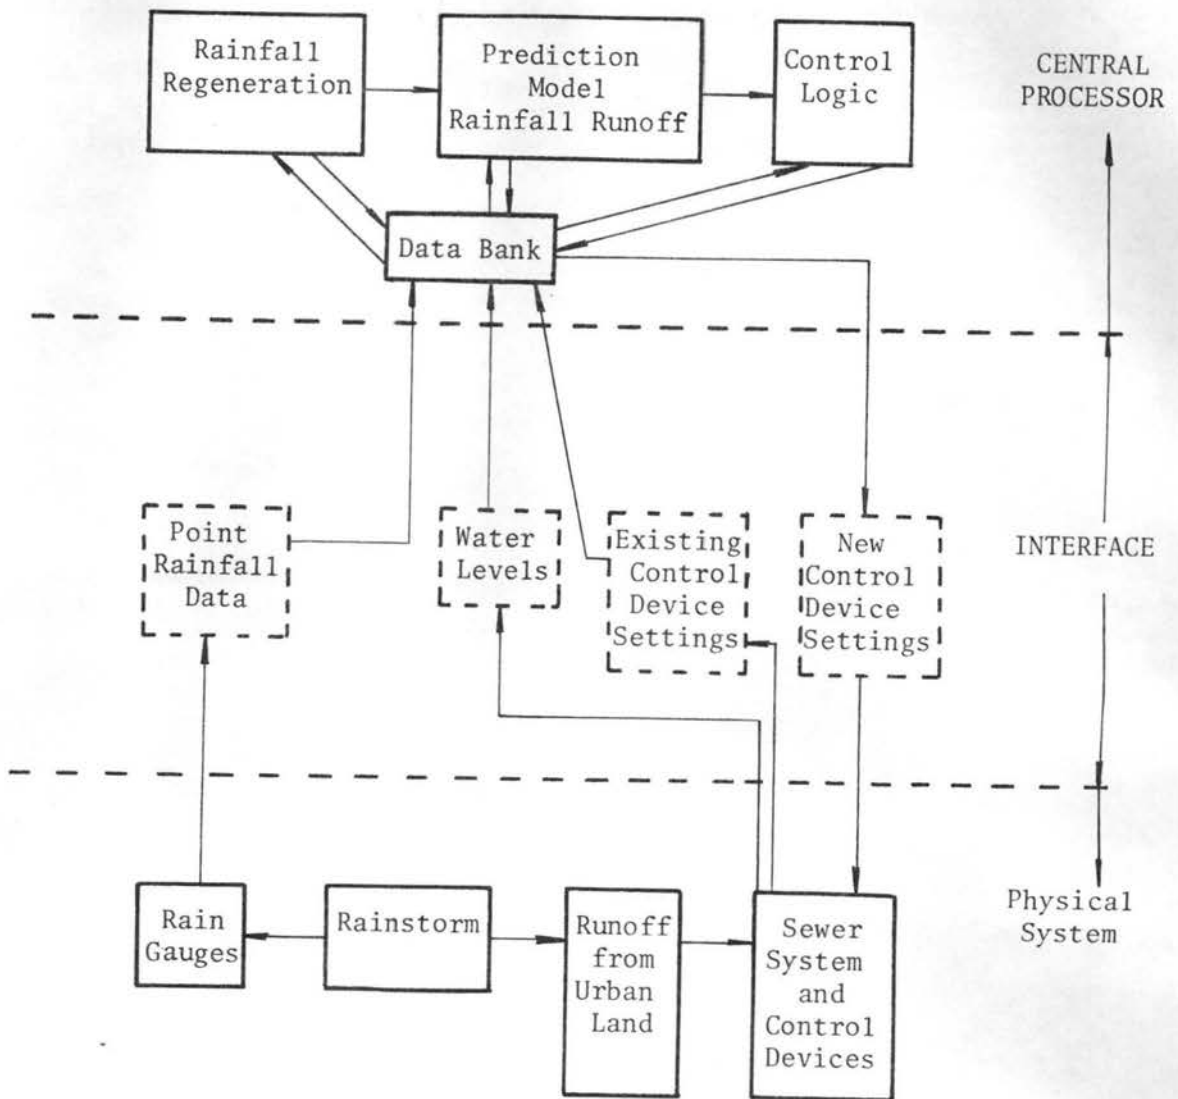 Rainfall
Regeneration
Prediction
Model
Rainfall Runoff
Control
Logic
CENTRAL
PROCESSOR
Data Bank
Point
Rainfall
Data
Water
Levels
Existing
Control
Device
Settings
New
Control
Device
Settings
INTERFACE
Rain
Gauges
Rainstorm
Runoff
from
Urban
Land
Sewer
System
and
Control
Devices
Physical
System